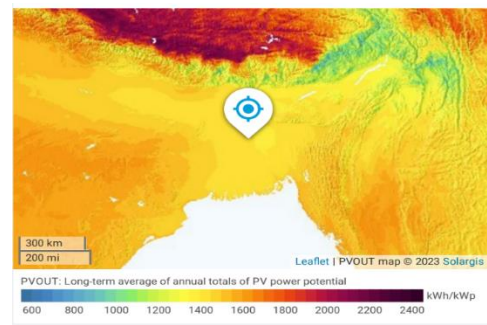 300 km
200 mi
Leaflet | PVOUT map © 2023 Solargis
PVOUT: Long-term average of annual totals of PV power potential
kWh/kWp
600 800 1000 1200 1400 1600 1800 2000 2200 2400